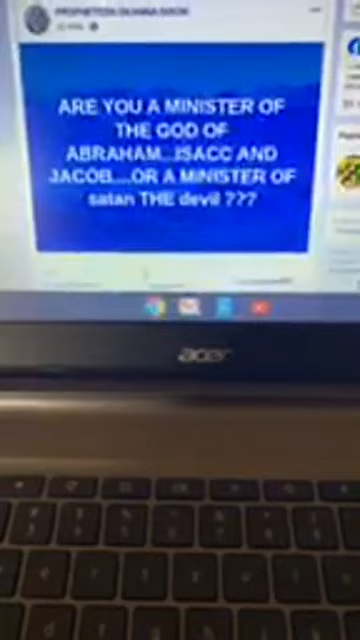 ARE YOU A MINISTER OF
THE GOD OF
ABRAHAM...ISACC AND
JACOB....OR A MINISTER OF
satan THE devil ???
acer